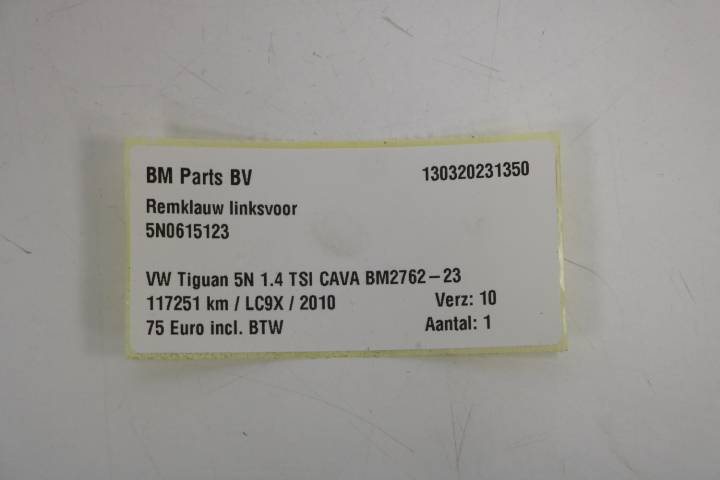 BM Parts BV 130320231350
Remklauw linksvoor
5N0615123
VW Tiguan 5N 1.4 TSI CAVA BM2762-23
117251 km / LC9X / 2010 Verz: 10
75 Euro incl. BTW Aantal: 1